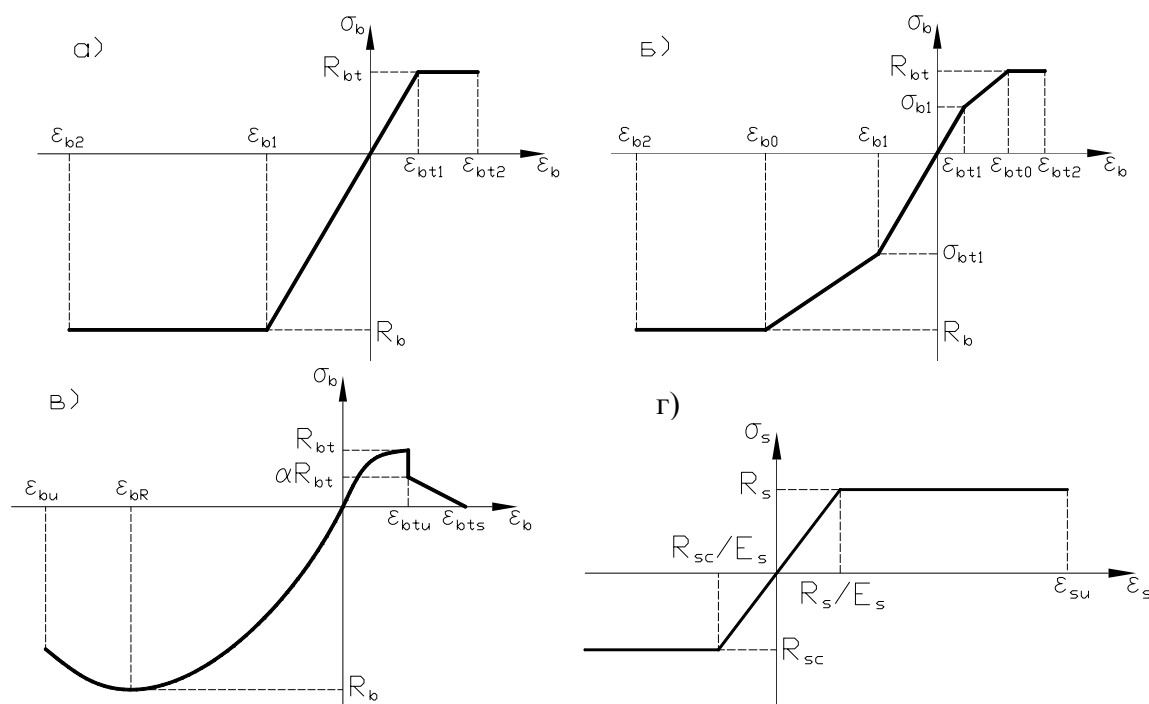 а)
σb
Rbt
εb2
εb1
εbt1
εbt2
εb
Rb
Б)
σb
Rbt
σb1
εb2
εb0
εb1
εbt1
εbt0
εbt2
εb
σbt1
Rb
в)
σb
Rbt
αRbt
εbu
εbR
εbtu
εbts
εb
Rb
г)
σs
Rs
Rsc/Es
Rs/Es
εsu
εs
Rsc